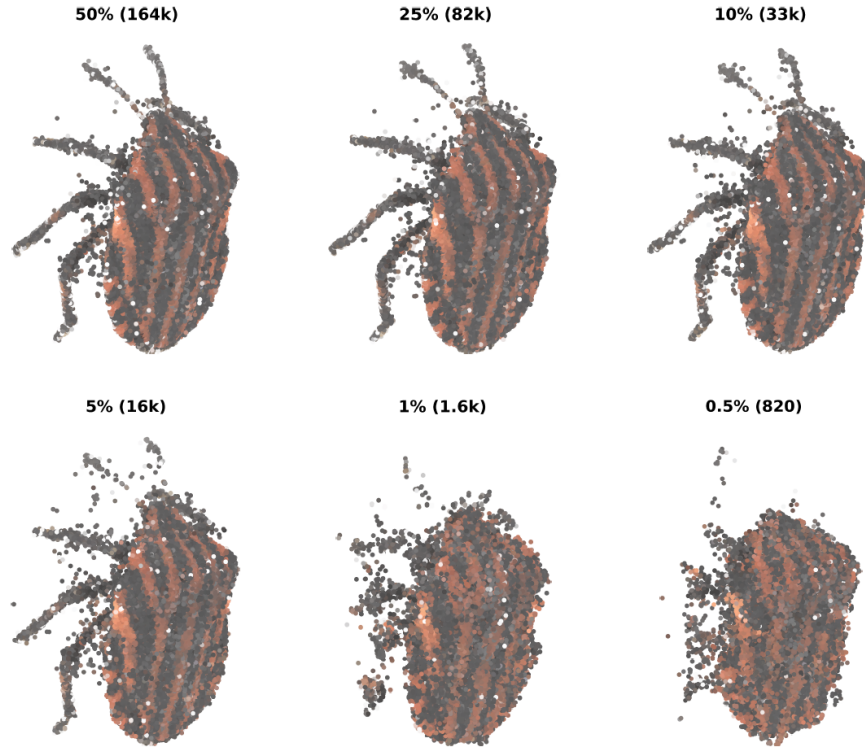 50% (164k)
25% (82k)
10% (33k)
5% (16k)
1% (1.6k)
0.5% (820)